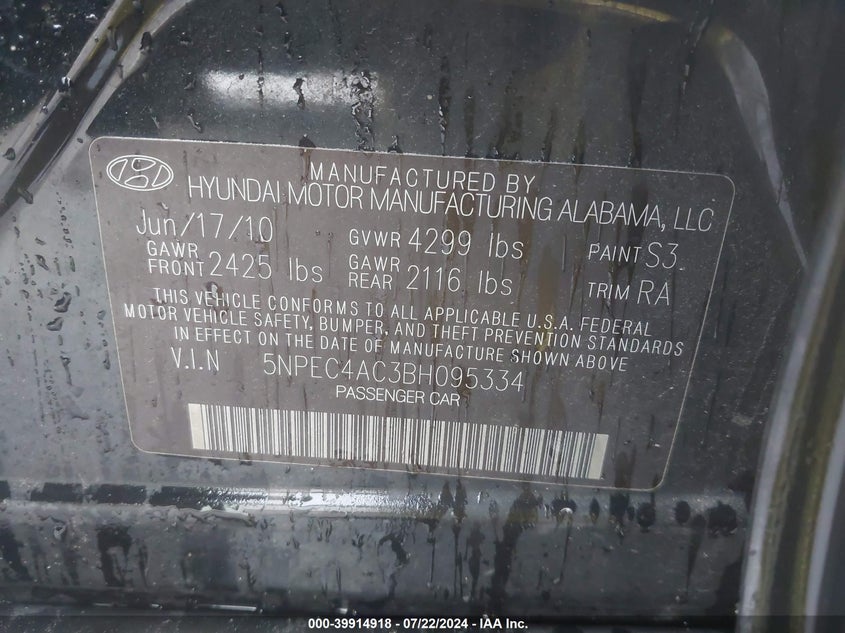 MANUFACTURED BY
HYUNDAI MOTOR MANUFACTURING ALABAMA, LLC
Jun/17/10 GVWR 4299 lbs PAINT S3
GAWR FRONT 2425 lbs GAWR REAR 2116 lbs TRIM RA
THIS VEHICLE CONFORMS TO ALL APPLICABLE U.S.A. FEDERAL
MOTOR VEHICLE SAFETY, BUMPER, AND THEFT PREVENTION STANDARDS
IN EFFECT ON THE DATE OF MANUFACTURE SHOWN ABOVE
V.I.N 5NPEC4AC3BH095334
PASSENGER CAR
000-39914918 - 07/22/2024 - IAA Inc.